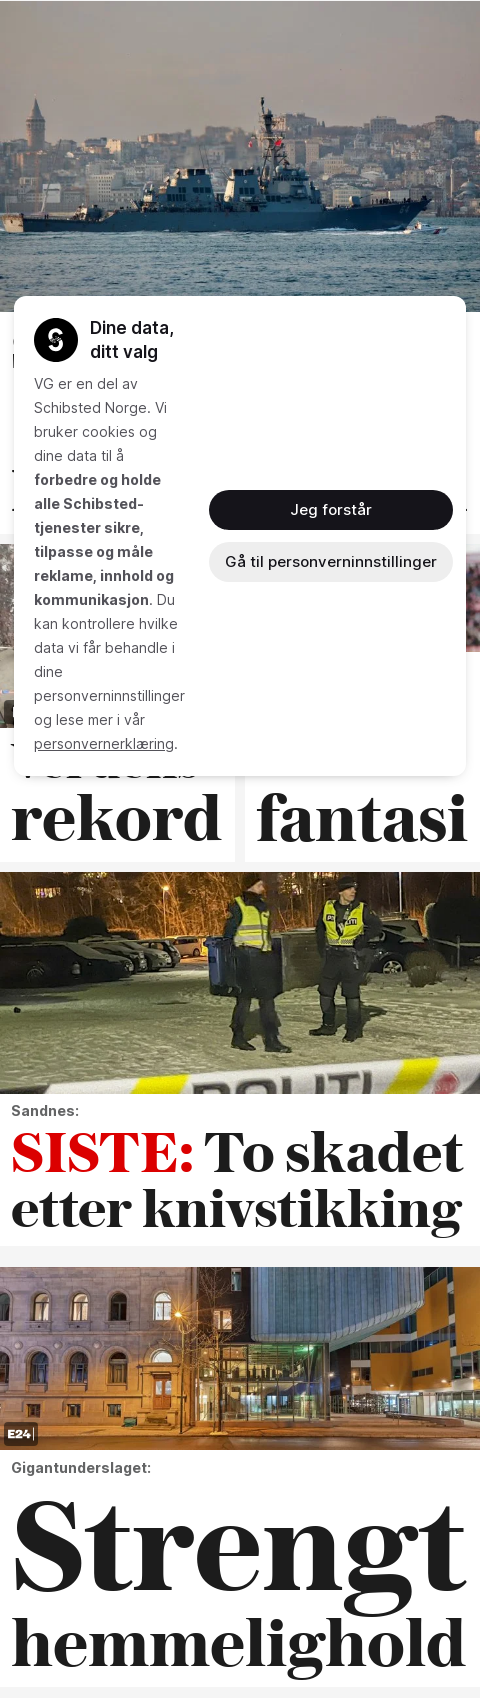 Dine data,
ditt valg
VG er en del av
Schibsted Norge. Vi
bruker cookies og
dine data til å
forbedre og holde
alle Schibsted-
tjenester sikre,
tilpasse og måle
reklame, innhold og
kommunikasjon. Du
kan kontrollere hvilke
data vi får behandle i
dine
personverninnstillinger
og lese mer i vår
personvernerklæring.
Jeg forstår
Gå til personverninnstillinger
rekord
fantasi
POLITI
Sandnes:
SISTE: To skadet
etter knivstikking
E24
Gigantunderslaget:
Strengt
hemmelighold